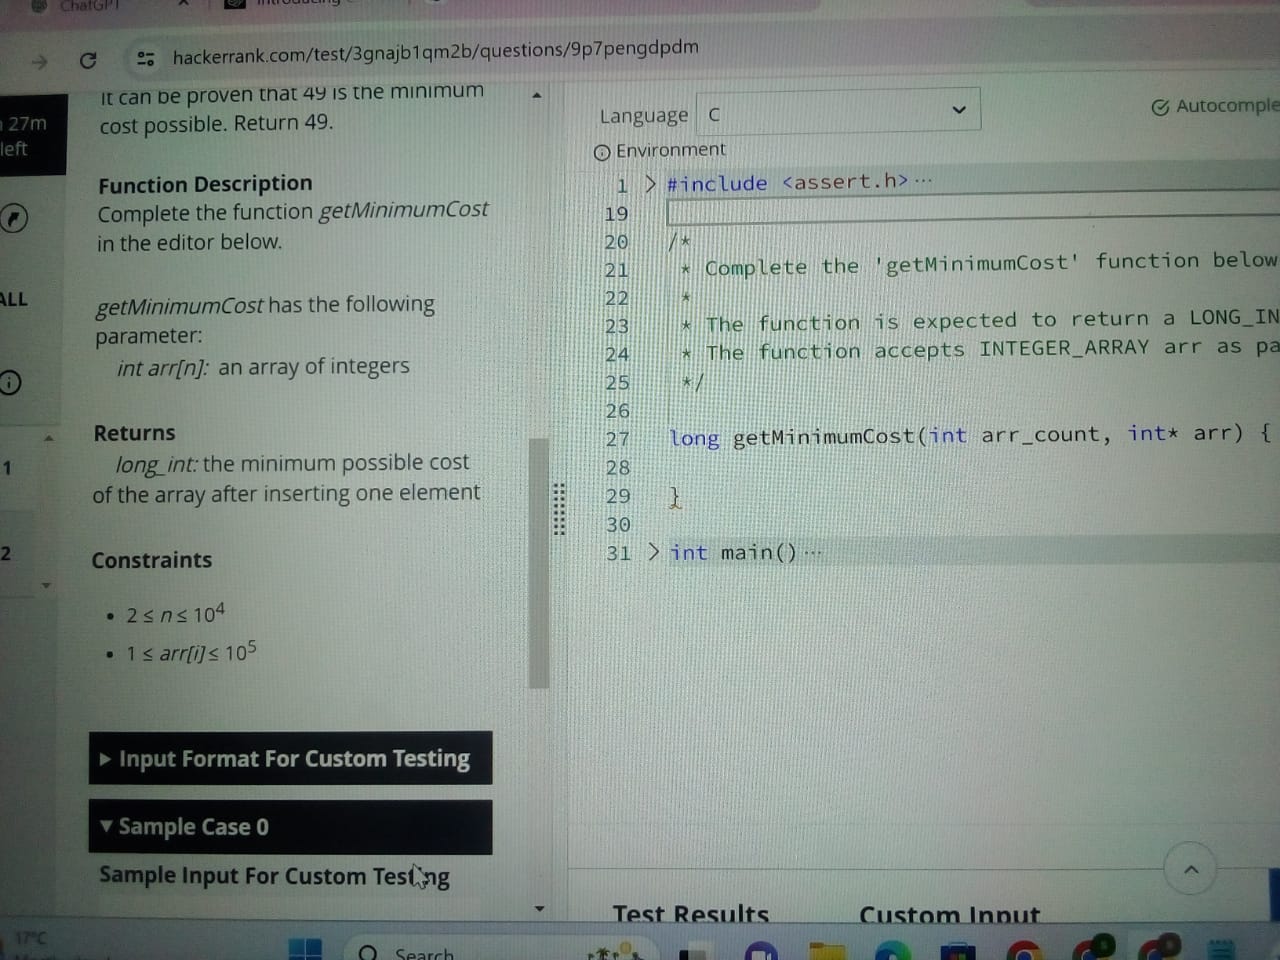 ChatGPT
hackerrank.com/test/3gnajb1qm2b/questions/9p7pengdpdm
27m
left
ALL
1
2
It can be proven that 49 is the minimum
cost possible. Return 49.
Function Description
Complete the function getMinimumCost
in the editor below.
getMinimumCost has the following
parameter:
int arr[n]: an array of integers
Returns
long_int: the minimum possible cost
of the array after inserting one element
Constraints
• 2 ≤ n ≤ 10^4
• 1 ≤ arr[i] ≤ 10^5
Input Format For Custom Testing
Sample Case 0
Sample Input For Custom Testing
Language C
Autocomple
Environment
1 > #include <assert.h> ...
19
20 /*
21 * Complete the 'getMinimumCost' function below
22 *
23 * The function is expected to return a LONG_IN
24 * The function accepts INTEGER_ARRAY arr as pa
25 */
26
27 long getMinimumCost(int arr_count, int* arr) {
28
29 }
30
31 > int main() ...
Test Results Custom Input
17°C
Search